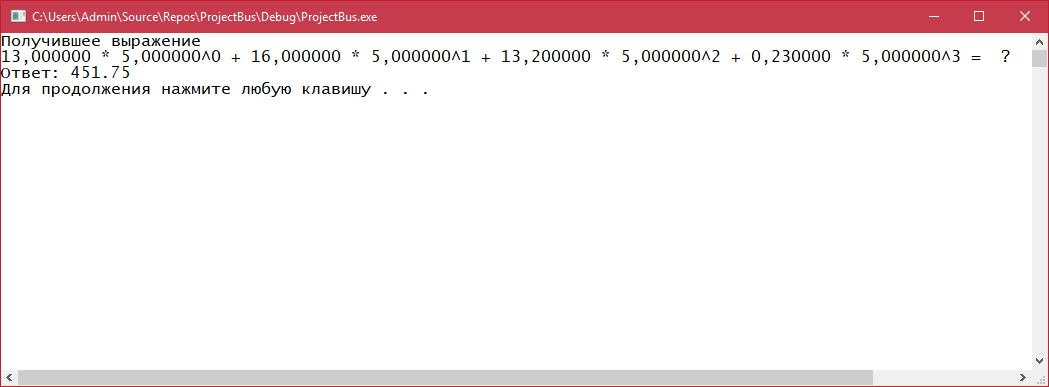 C:\Users\Admin\Source\Repos\ProjectBus\Debug\ProjectBus.exe
Получившее выражение
13,000000 * 5,000000^0 + 16,000000 * 5,000000^1 + 13,200000 * 5,000000^2 + 0,230000 * 5,000000^3 =  ?
Ответ: 451.75
Для продолжения нажмите любую клавишу . . .